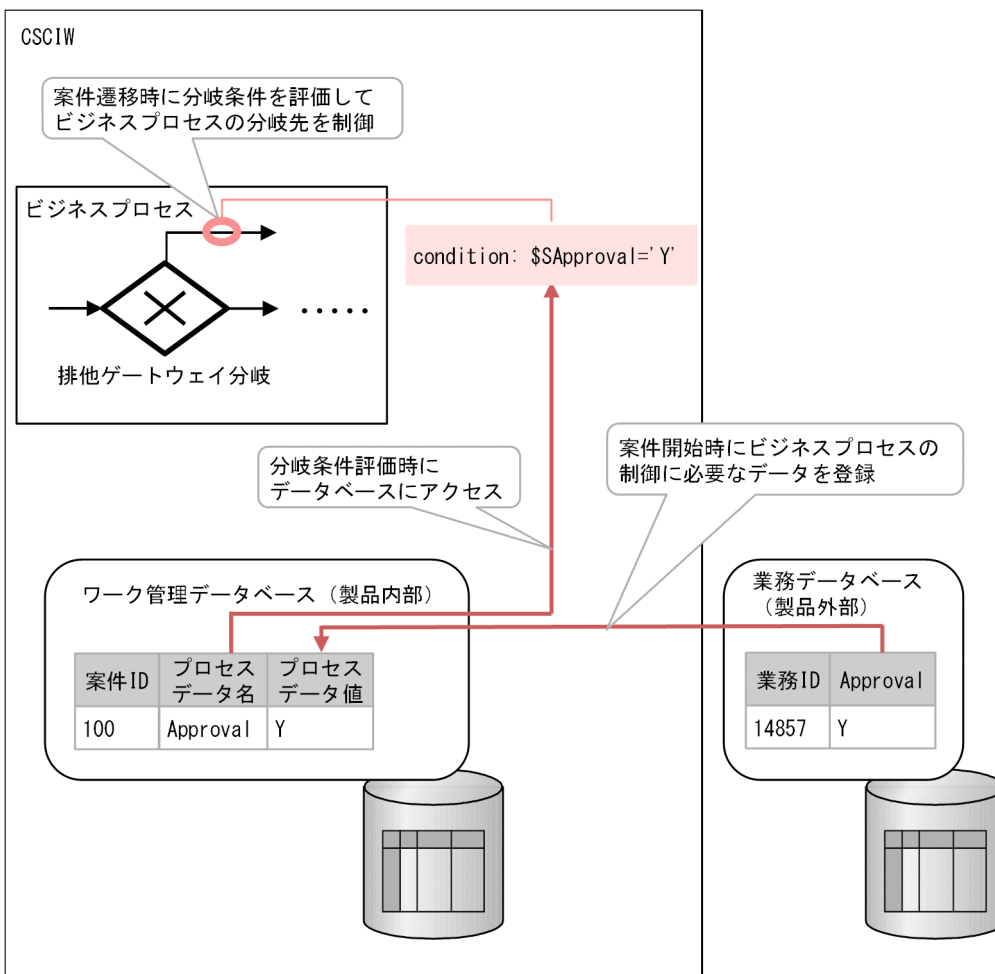 CSCIW
案件遷移時に分岐条件を評価して
ビジネスプロセスの分岐先を制御
ビジネスプロセス
condition: $SApproval='Y'
排他ゲートウェイ分岐
分岐条件評価時に
データベースにアクセス
案件開始時にビジネスプロセスの
制御に必要なデータを登録
ワーク管理データベース（製品内部）
案件ID
プロセス
データ名
プロセス
データ値
100
Approval
Y
業務データベース
（製品外部）
業務ID
Approval
14857
Y